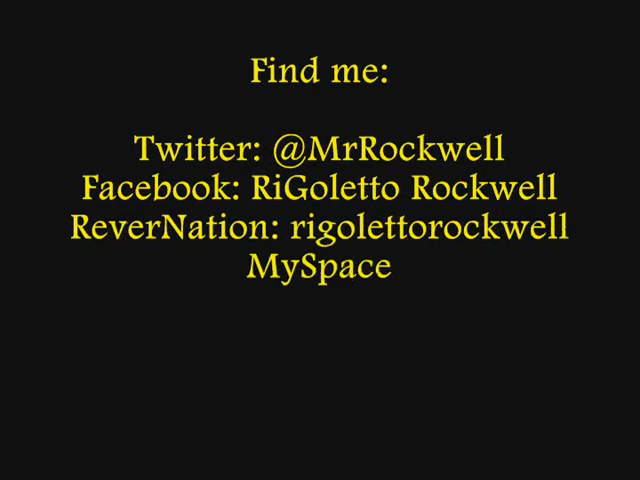 Find me:
Twitter: @MrRockwell
Facebook: RiGoletto Rockwell
ReverNation: rigolettorockwell
MySpace